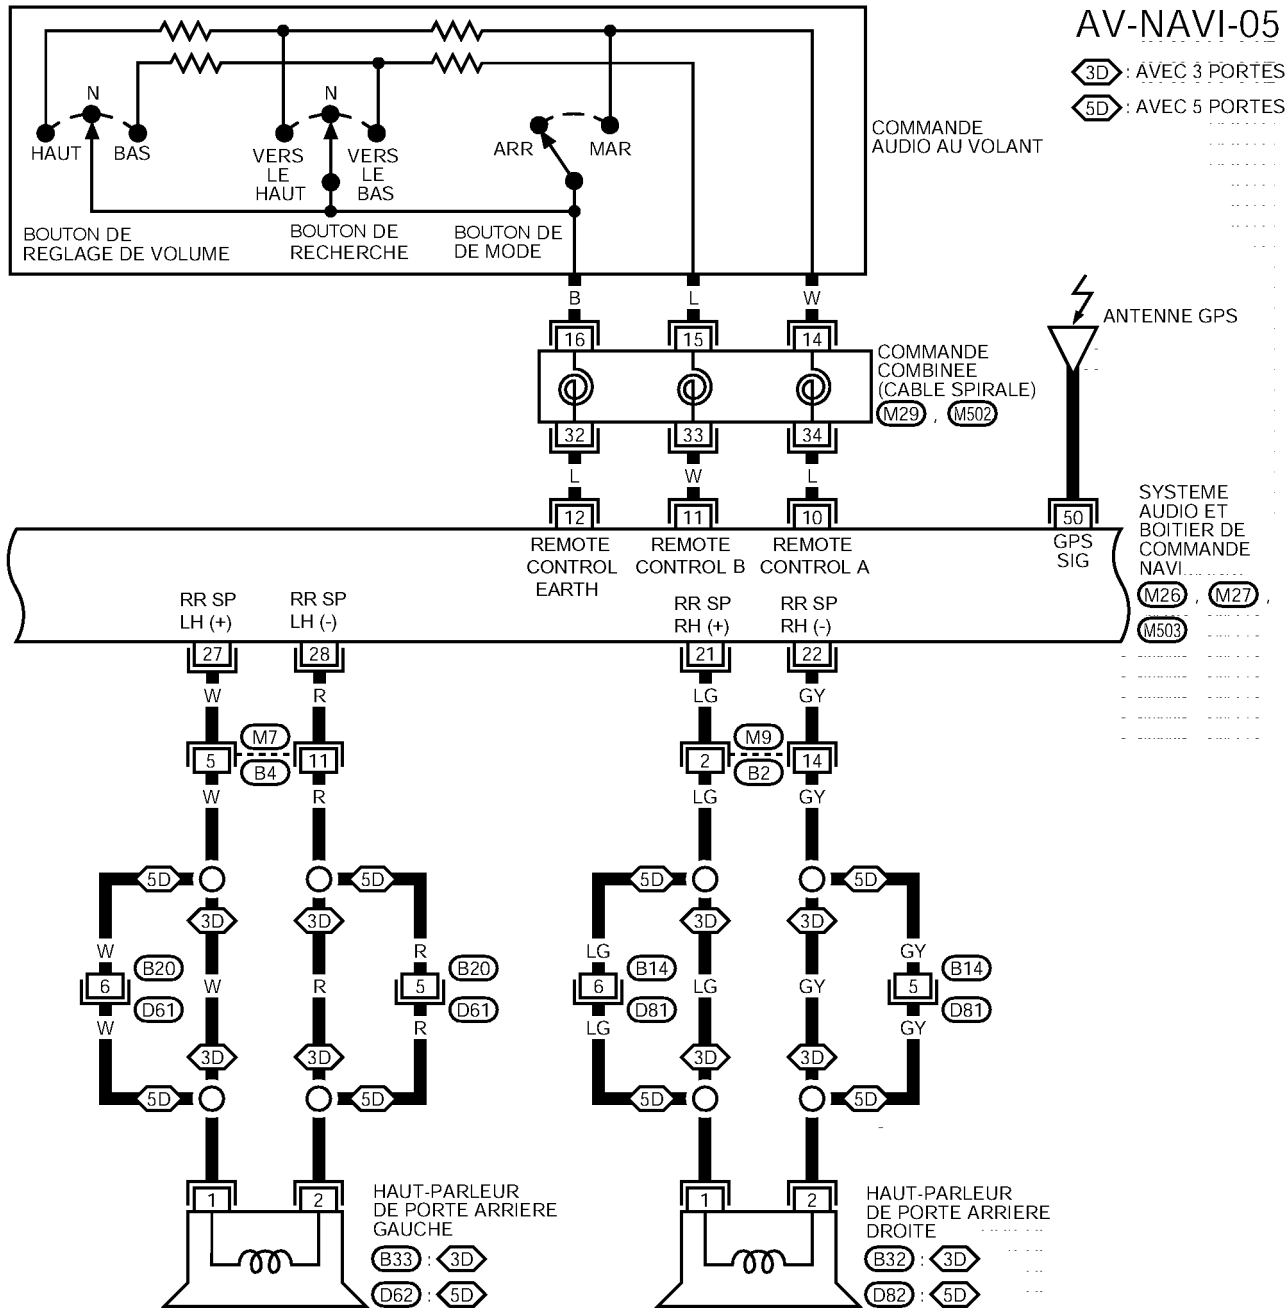 AV-NAVI-05
3D : AVEC 3 PORTES
5D : AVEC 5 PORTES
N
HAUT
BAS
N
VERS
LE
HAUT
VERS
LE
BAS
ARR
MAR
BOUTON DE
REGLAGE DE VOLUME
BOUTON DE
RECHERCHE
BOUTON DE
DE MODE
COMMANDE
AUDIO AU VOLANT
B
L
W
16
15
14
COMMANDE
COMBINEE
(CABLE SPIRALE)
M29 , M502
32
33
34
L
W
L
12
11
10
ANTENNE GPS
50
GPS
SIG
REMOTE
CONTROL
EARTH
REMOTE
CONTROL B
REMOTE
CONTROL A
SYSTEME
AUDIO ET
BOITIER DE
COMMANDE
NAVI
M26 , M27 ,
M503
RR SP
LH (+)
RR SP
LH (-)
RR SP
RH (+)
RR SP
RH (-)
27
28
21
22
W
R
LG
GY
5
M7
B4
11
2
M9
B2
14
W
R
LG
GY
5D
5D
5D
5D
3D
3D
3D
3D
W
R
LG
GY
6
B20
D61
W
R
5
B20
D61
6
B14
D81
LG
GY
5
B14
D81
W
R
LG
GY
3D
3D
3D
3D
5D
5D
5D
5D
1
2
HAUT-PARLEUR
DE PORTE ARRIERE
GAUCHE
B33 : 3D
D62 : 5D
1
2
HAUT-PARLEUR
DE PORTE ARRIERE
DROITE
B32 : 3D
D82 : 5D